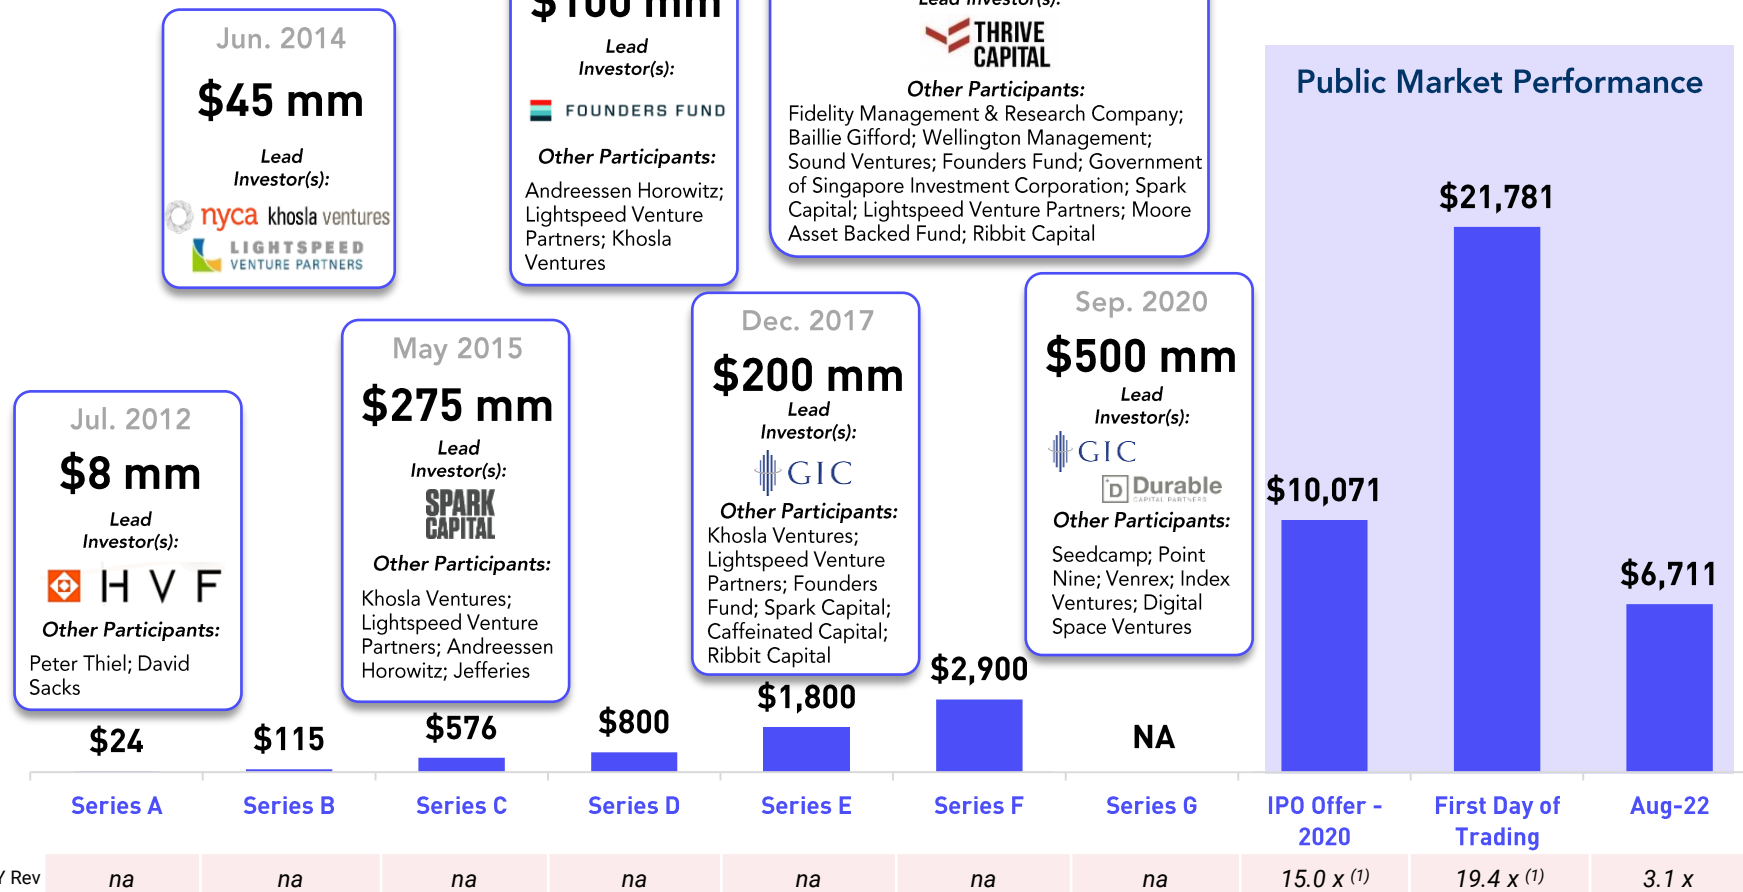 Jun. 2014
$45 mm
Lead
Investor(s):
nyca khosla ventures
LIGHTSPEED
VENTURE PARTNERS
$100 mm
Lead
Investor(s):
FOUNDERS FUND
Other Participants:
Andreessen Horowitz;
Lightspeed Venture
Partners; Khosla
Ventures
Lead Investor(s):
THRIVE
CAPITAL
Other Participants:
Fidelity Management & Research Company;
Baillie Gifford; Wellington Management;
Sound Ventures; Founders Fund; Government
of Singapore Investment Corporation; Spark
Capital; Lightspeed Venture Partners; Moore
Asset Backed Fund; Ribbit Capital
Public Market Performance
Jul. 2012
$8 mm
Lead
Investor(s):
HVF
Other Participants:
Peter Thiel; David
Sacks
May 2015
$275 mm
Lead
Investor(s):
SPARK
CAPITAL
Other Participants:
Khosla Ventures;
Lightspeed Venture
Partners; Andreessen
Horowitz; Jefferies
Dec. 2017
$200 mm
Lead
Investor(s):
GIC
Other Participants:
Khosla Ventures;
Lightspeed Venture
Partners; Founders
Fund; Spark Capital;
Caffeinated Capital;
Ribbit Capital
Sep. 2020
$500 mm
Lead
Investor(s):
GIC
Durable
CAPITAL PARTNERS
Other Participants:
Seedcamp; Point
Nine; Venrex; Index
Ventures; Digital
Space Ventures
$24
$115
$576
$800
$1,800
$2,900
NA
$10,071
$21,781
$6,711
Series A
Series B
Series C
Series D
Series E
Series F
Series G
IPO Offer -
2020
First Day of
Trading
Aug-22
Y Rev
na
na
na
na
na
na
na
15.0 x (1)
19.4 x (1)
3.1 x